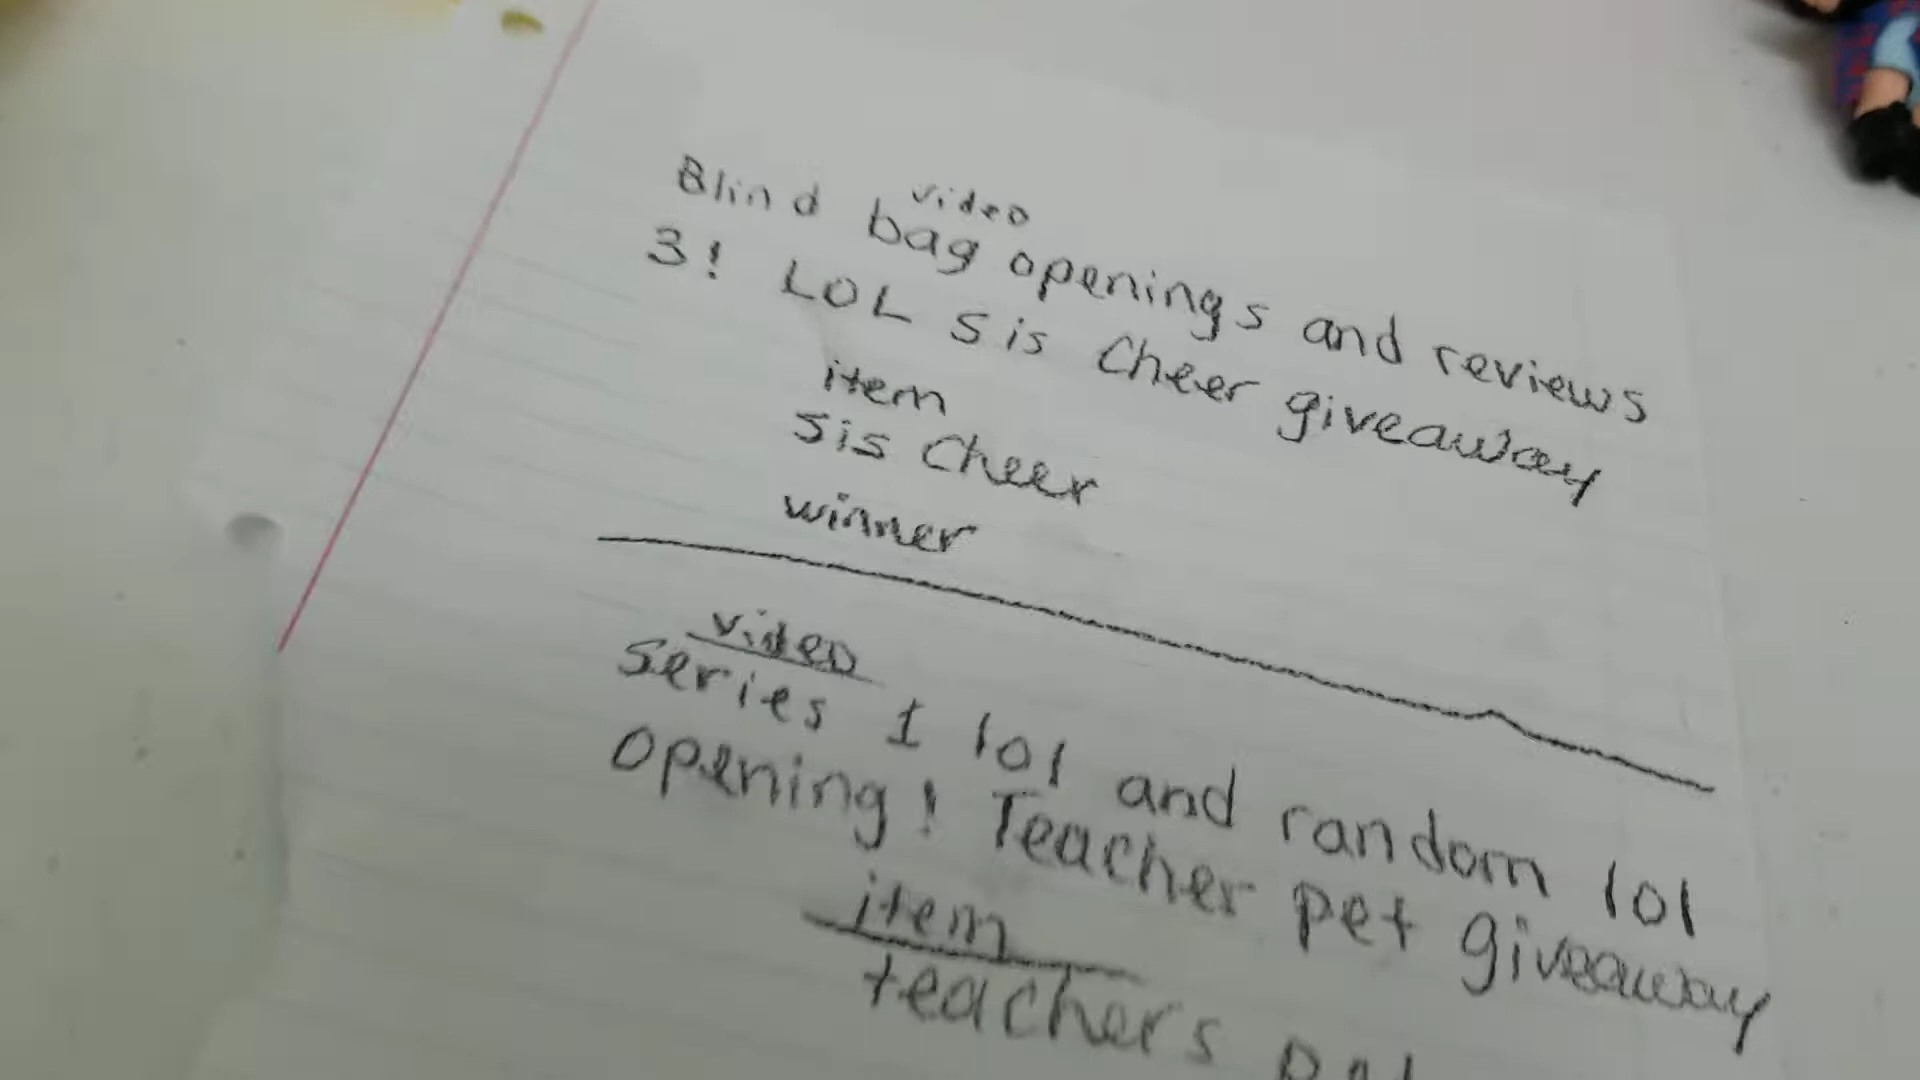 video
Blind bag openings and reviews
3! LOL Sis Cheer giveaway
item
Sis Cheer
winner
video
Series 1 lol and random lol
opening! Teacher pet giveaway
item
teachers